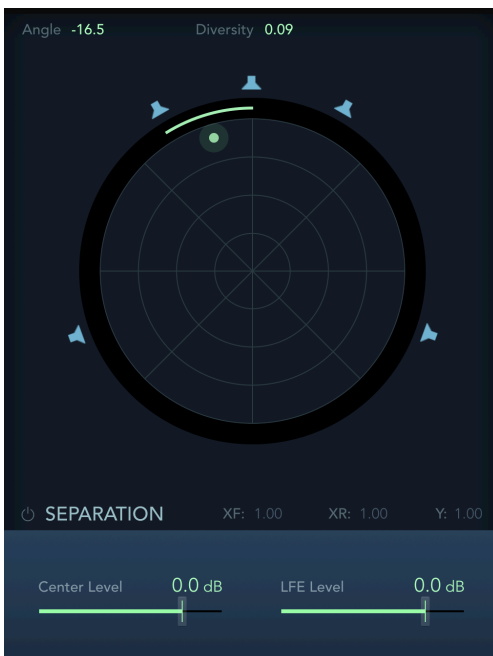 Angle -16.5 Diversity 0.09
SEPARATION XF: 1.00 XR: 1.00 Y: 1.00
Center Level 0.0 dB LFE Level 0.0 dB